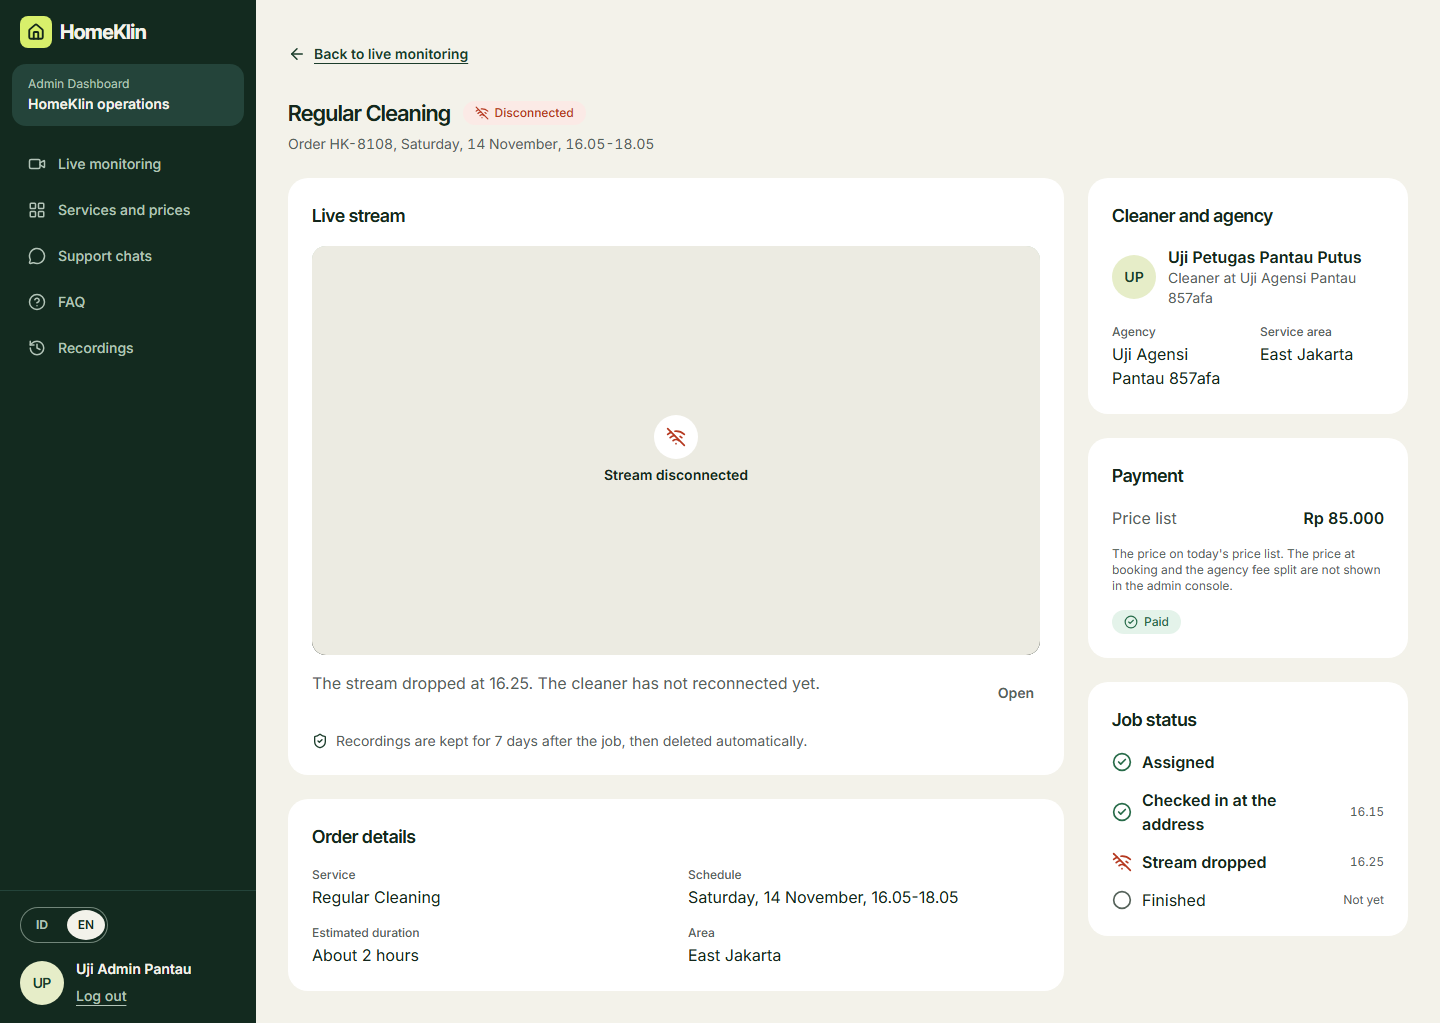 HomeKlin
Admin Dashboard
HomeKlin operations
Live monitoring
Services and prices
Support chats
FAQ
Recordings
ID EN
UP
Uji Admin Pantau
Log out
Back to live monitoring
Regular Cleaning
Disconnected
Order HK-8108, Saturday, 14 November, 16.05-18.05
Live stream
Stream disconnected
The stream dropped at 16.25. The cleaner has not reconnected yet.
Open
Recordings are kept for 7 days after the job, then deleted automatically.
Order details
Service
Regular Cleaning
Schedule
Saturday, 14 November, 16.05-18.05
Estimated duration
About 2 hours
Area
East Jakarta
Cleaner and agency
UP
Uji Petugas Pantau Putus
Cleaner at Uji Agensi Pantau
857afa
Agency
Uji Agensi
Pantau 857afa
Service area
East Jakarta
Payment
Price list Rp 85.000
The price on today's price list. The price at
booking and the agency fee split are not shown
in the admin console.
Paid
Job status
Assigned
Checked in at the
address
16.15
Stream dropped 16.25
Finished Not yet